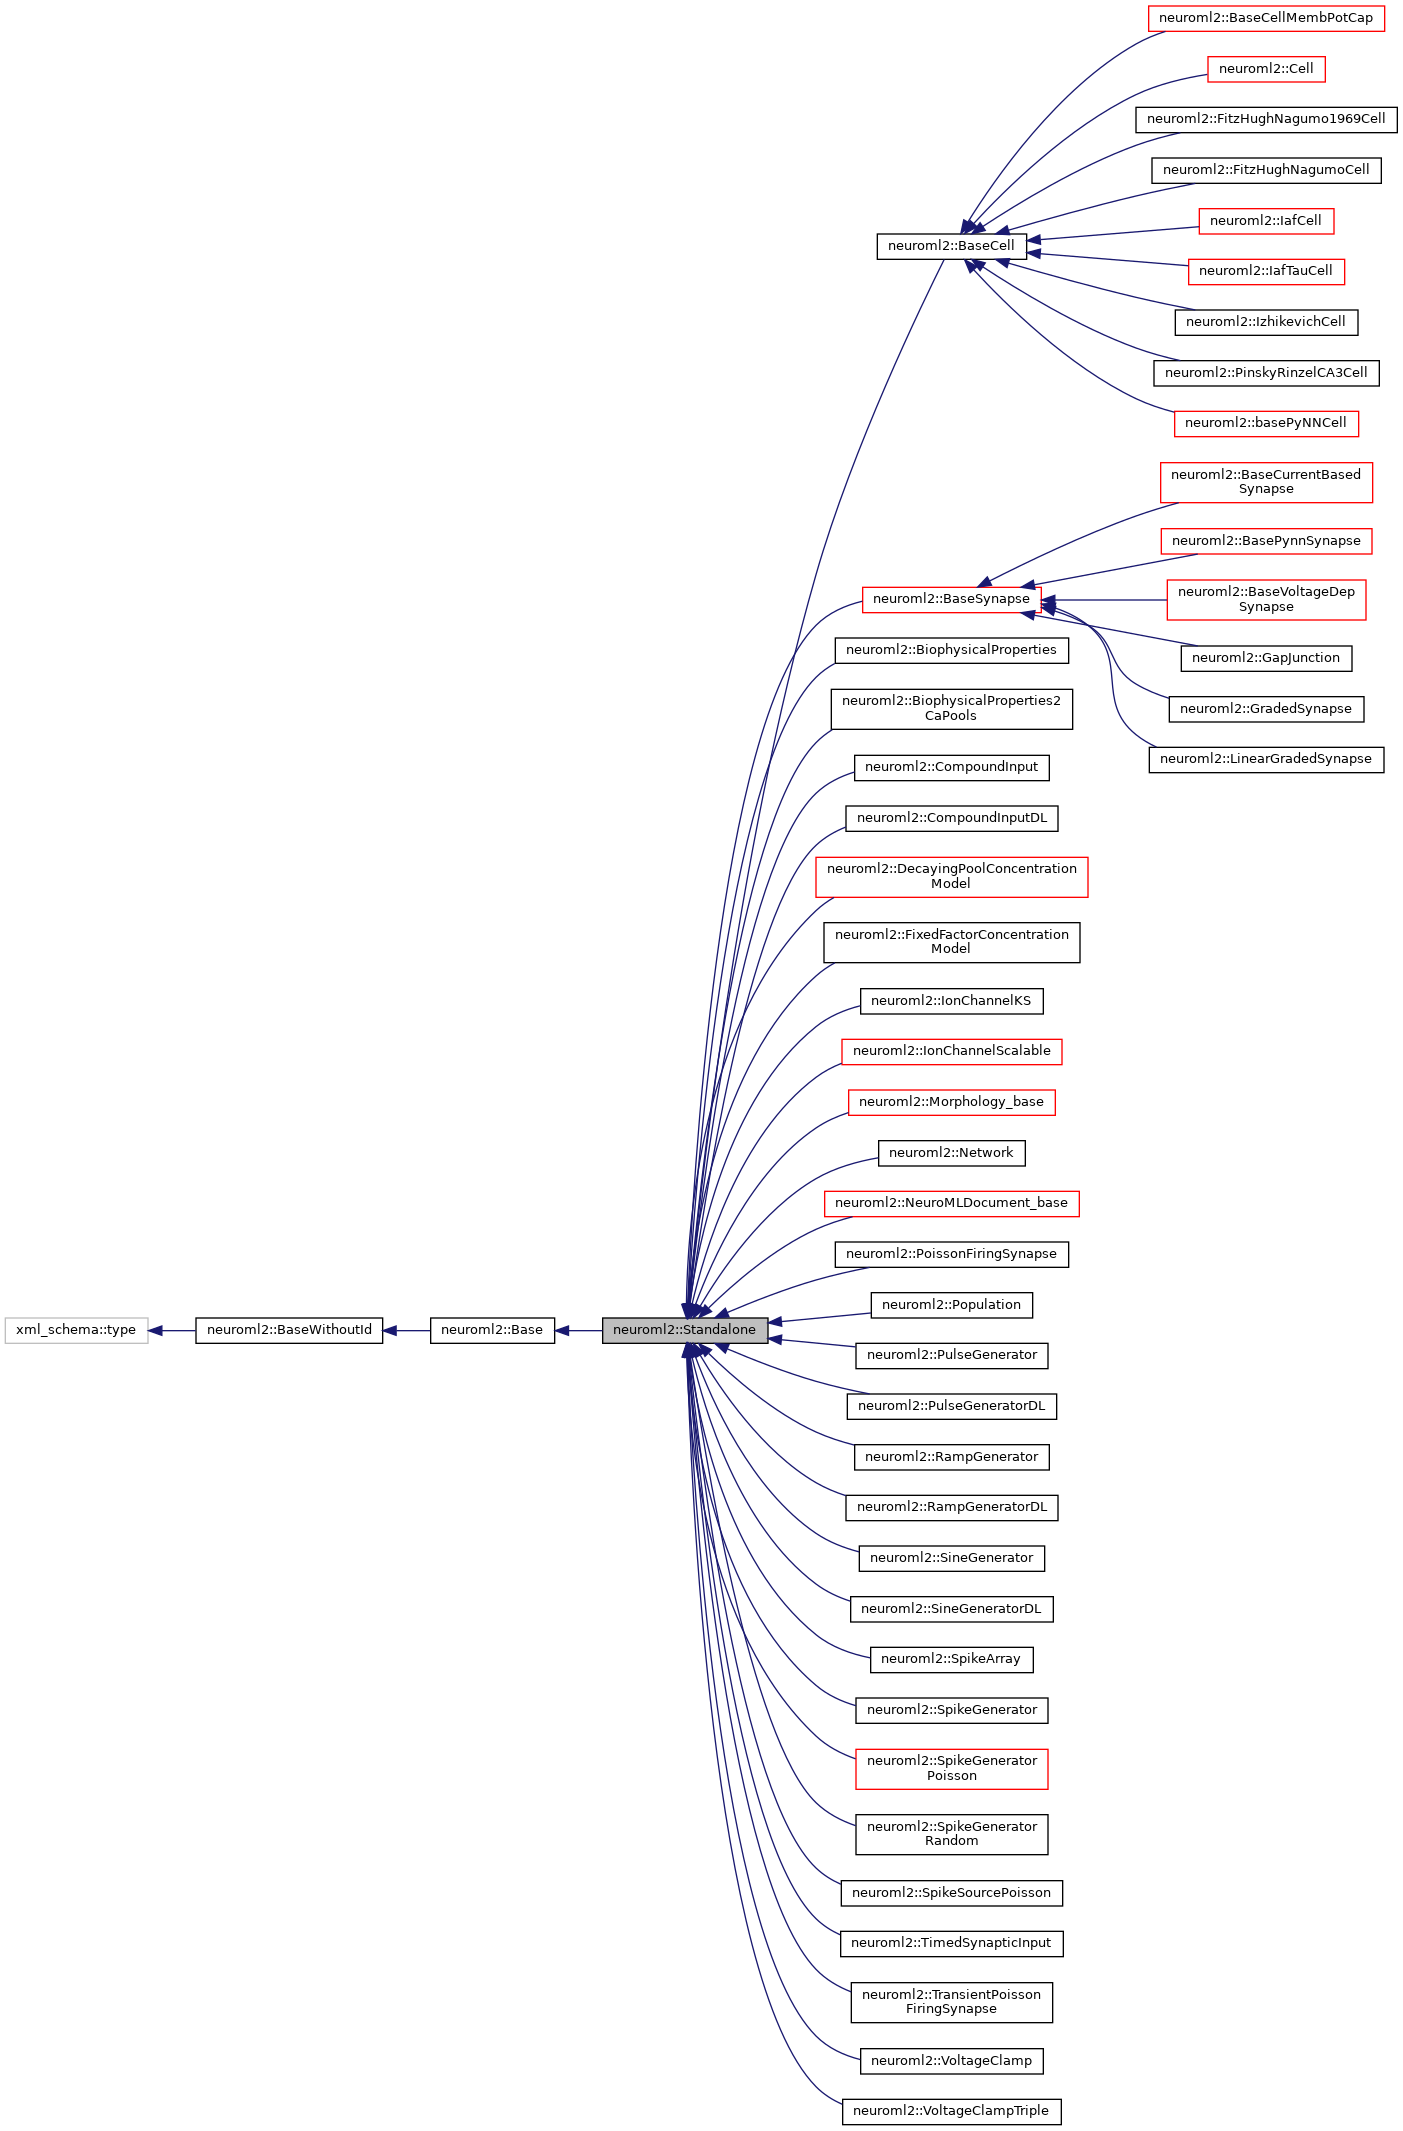 neuroml2::BaseCellMembPotCap
neuroml2::Cell
neuroml2::FitzHughNagumo1969Cell
neuroml2::FitzHughNagumoCell
neuroml2::IafCell
neuroml2::BaseCell
neuroml2::IafTauCell
neuroml2::IzhikevichCell
neuroml2::PinskyRinzelCA3Cell
neuroml2::basePyNNCell
neuroml2::BaseCurrentBased
Synapse
neuroml2::BasePynnSynapse
neuroml2::BaseVoltageDep
Synapse
neuroml2::BaseSynapse
neuroml2::GapJunction
neuroml2::GradedSynapse
neuroml2::LinearGradedSynapse
neuroml2::BiophysicalProperties
neuroml2::BiophysicalProperties2
CaPools
neuroml2::CompoundInput
neuroml2::CompoundInputDL
neuroml2::DecayingPoolConcentration
Model
neuroml2::FixedFactorConcentration
Model
neuroml2::IonChannelKS
neuroml2::IonChannelScalable
neuroml2::Morphology_base
neuroml2::Network
neuroml2::NeuroMLDocument_base
neuroml2::PoissonFiringSynapse
neuroml2::Population
xml_schema::type
neuroml2::BaseWithoutId
neuroml2::Base
neuroml2::Standalone
neuroml2::PulseGenerator
neuroml2::PulseGeneratorDL
neuroml2::RampGenerator
neuroml2::RampGeneratorDL
neuroml2::SineGenerator
neuroml2::SineGeneratorDL
neuroml2::SpikeArray
neuroml2::SpikeGenerator
neuroml2::SpikeGenerator
Poisson
neuroml2::SpikeGenerator
Random
neuroml2::SpikeSourcePoisson
neuroml2::TimedSynapticInput
neuroml2::TransientPoisson
FiringSynapse
neuroml2::VoltageClamp
neuroml2::VoltageClampTriple